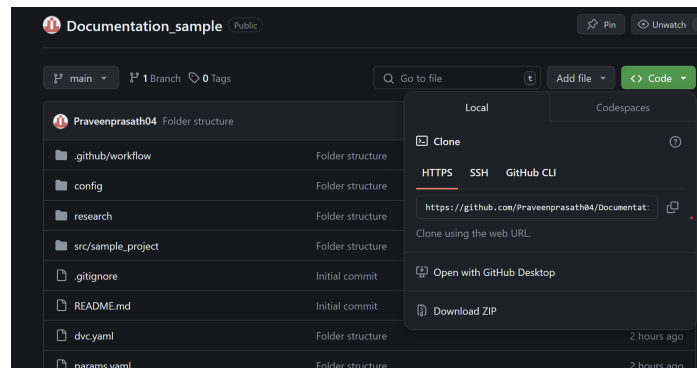 Documentation_sample Public Pin Unwatch
main 1 Branch 0 Tags Go to file t Add file <> Code
Praveenprasath04 Folder structure
Local Codespaces
Clone
HTTPS SSH GitHub CLI
https://github.com/Praveenprasath04/Documentat
Clone using the web URL.
Open with GitHub Desktop
Download ZIP
.github/workflow Folder structure
config Folder structure
research Folder structure
src/sample_project Folder structure
.gitignore Initial commit
README.md Initial commit
dvc.yaml Folder structure 2 hours ago
params.yaml Folder structure 2 hours ago